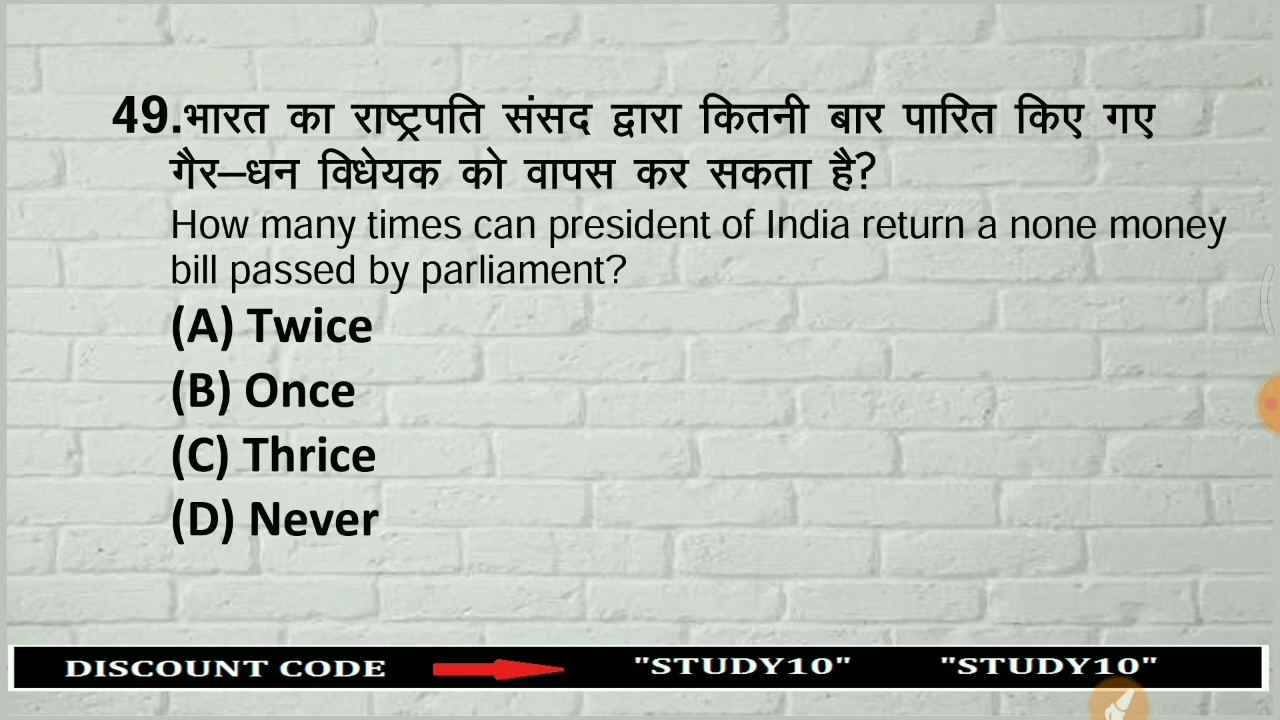 49.भारत का राष्ट्रपति संसद द्वारा कितनी बार पारित किए गए
गैर–धन विधेयक को वापस कर सकता है?
How many times can president of India return a none money
bill passed by parliament?
(A) Twice
(B) Once
(C) Thrice
(D) Never
DISCOUNT CODE "STUDY10" "STUDY10"